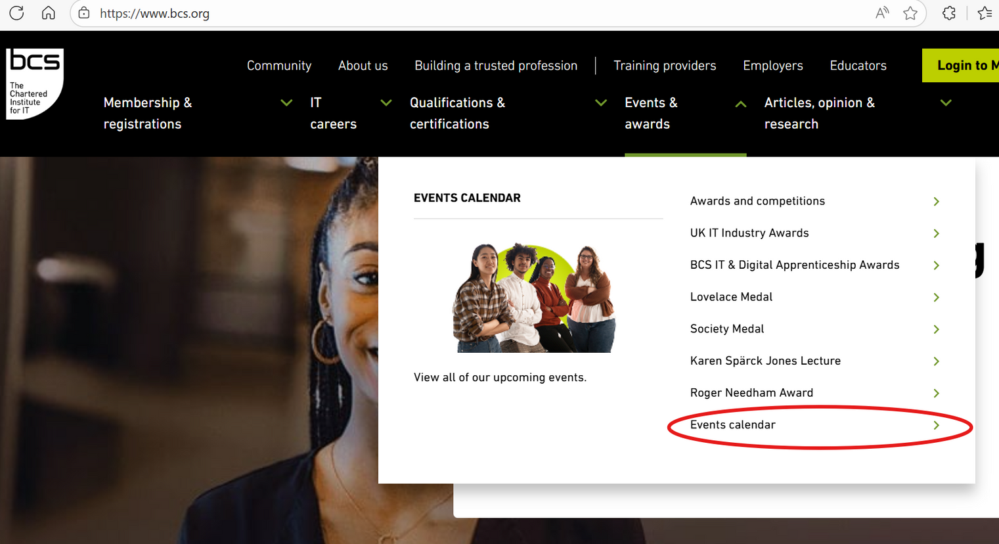 https://www.bcs.org
bcs
The
Chartered
Institute
for IT
Community
About us
Building a trusted profession
Training providers
Employers
Educators
Login to M
Membership &
registrations
IT
careers
Qualifications &
certifications
Events &
awards
Articles, opinion &
research
EVENTS CALENDAR
View all of our upcoming events.
Awards and competitions
UK IT Industry Awards
BCS IT & Digital Apprenticeship Awards
Lovelace Medal
Society Medal
Karen Spärck Jones Lecture
Roger Needham Award
Events calendar